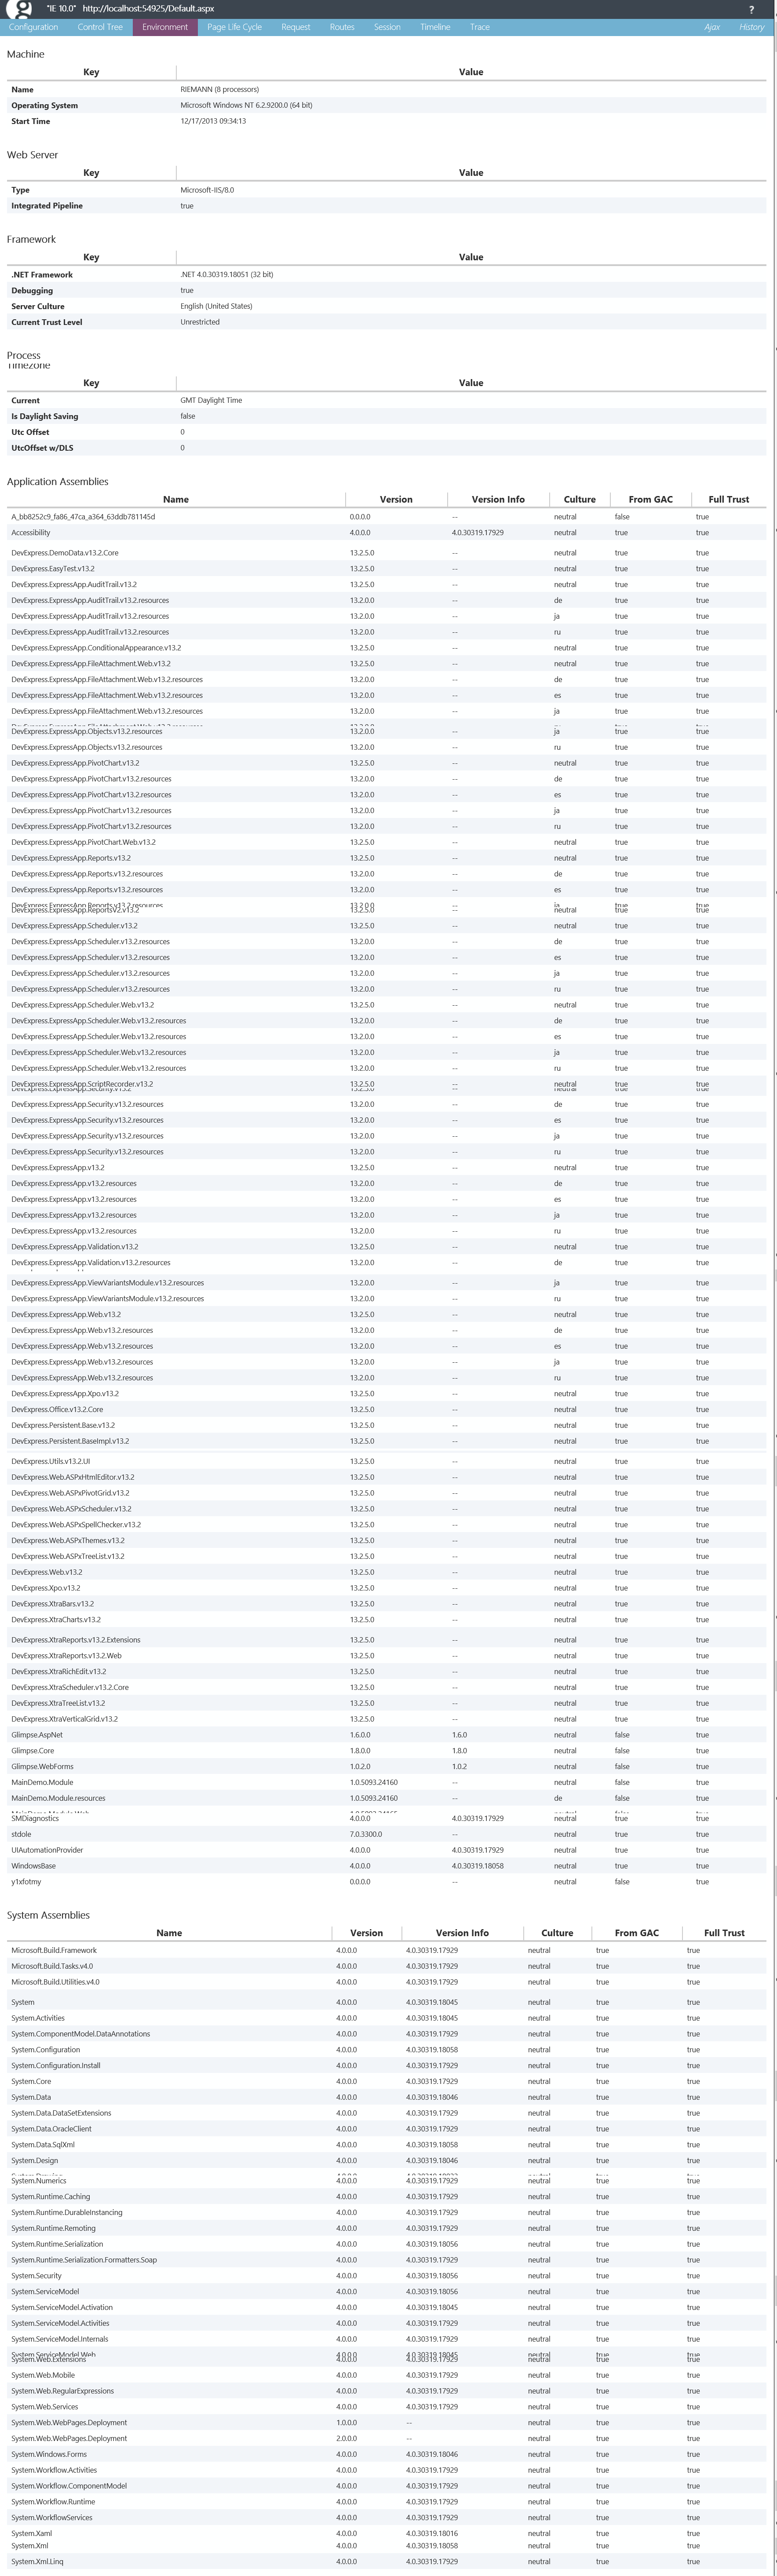 "IE 10.0" http://localhost:54925/Default.aspx ?
Configuration Control Tree Environment Page Life Cycle Request Routes Session Timeline Trace Ajax History
Machine
Key Value
Name RIEMANN (8 processors)
Operating System Microsoft Windows NT 6.2.9200.0 (64 bit)
Start Time 12/17/2013 09:34:13
Web Server
Key Value
Type Microsoft-IIS/8.0
Integrated Pipeline true
Framework
Key Value
.NET Framework .NET 4.0.30319.18051 (32 bit)
Debugging true
Server Culture English (United States)
Current Trust Level Unrestricted
Process
Timezone
Key Value
Current GMT Daylight Time
Is Daylight Saving false
Utc Offset 0
UtcOffset w/DLS 0
Application Assemblies
Name Version Version Info Culture From GAC Full Trust
A_bb8252c9_fa86_47ca_a364_63ddb781145d 0.0.0.0 -- neutral false true
Accessibility 4.0.0.0 4.0.30319.17929 neutral true true
DevExpress.DemoData.v13.2.Core 13.2.5.0 -- neutral true true
DevExpress.EasyTest.v13.2 13.2.5.0 -- neutral true true
DevExpress.ExpressApp.AuditTrail.v13.2 13.2.5.0 -- neutral true true
DevExpress.ExpressApp.AuditTrail.v13.2.resources 13.2.0.0 -- de true true
DevExpress.ExpressApp.AuditTrail.v13.2.resources 13.2.0.0 -- ja true true
DevExpress.ExpressApp.AuditTrail.v13.2.resources 13.2.0.0 -- ru true true
DevExpress.ExpressApp.ConditionalAppearance.v13.2 13.2.5.0 -- neutral true true
DevExpress.ExpressApp.FileAttachment.Web.v13.2 13.2.5.0 -- neutral true true
DevExpress.ExpressApp.FileAttachment.Web.v13.2.resources 13.2.0.0 -- de true true
DevExpress.ExpressApp.FileAttachment.Web.v13.2.resources 13.2.0.0 -- es true true
DevExpress.ExpressApp.FileAttachment.Web.v13.2.resources 13.2.0.0 -- ja true true
DevExpress.ExpressApp.Objects.v13.2.resources 13.2.0.0 -- ja true true
DevExpress.ExpressApp.Objects.v13.2.resources 13.2.0.0 -- ru true true
DevExpress.ExpressApp.PivotChart.v13.2 13.2.5.0 -- neutral true true
DevExpress.ExpressApp.PivotChart.v13.2.resources 13.2.0.0 -- de true true
DevExpress.ExpressApp.PivotChart.v13.2.resources 13.2.0.0 -- es true true
DevExpress.ExpressApp.PivotChart.v13.2.resources 13.2.0.0 -- ja true true
DevExpress.ExpressApp.PivotChart.v13.2.resources 13.2.0.0 -- ru true true
DevExpress.ExpressApp.PivotChart.Web.v13.2 13.2.5.0 -- neutral true true
DevExpress.ExpressApp.Reports.v13.2 13.2.5.0 -- neutral true true
DevExpress.ExpressApp.Reports.v13.2.resources 13.2.0.0 -- de true true
DevExpress.ExpressApp.Reports.v13.2.resources 13.2.0.0 -- es true true
DevExpress.ExpressApp.ReportsV2.v13.2 13.2.5.0 -- neutral true true
DevExpress.ExpressApp.Scheduler.v13.2 13.2.5.0 -- neutral true true
DevExpress.ExpressApp.Scheduler.v13.2.resources 13.2.0.0 -- de true true
DevExpress.ExpressApp.Scheduler.v13.2.resources 13.2.0.0 -- es true true
DevExpress.ExpressApp.Scheduler.v13.2.resources 13.2.0.0 -- ja true true
DevExpress.ExpressApp.Scheduler.v13.2.resources 13.2.0.0 -- ru true true
DevExpress.ExpressApp.Scheduler.Web.v13.2 13.2.5.0 -- neutral true true
DevExpress.ExpressApp.Scheduler.Web.v13.2.resources 13.2.0.0 -- de true true
DevExpress.ExpressApp.Scheduler.Web.v13.2.resources 13.2.0.0 -- es true true
DevExpress.ExpressApp.Scheduler.Web.v13.2.resources 13.2.0.0 -- ja true true
DevExpress.ExpressApp.Scheduler.Web.v13.2.resources 13.2.0.0 -- ru true true
DevExpress.ExpressApp.ScriptRecorder.v13.2 13.2.5.0 -- neutral true true
DevExpress.ExpressApp.Security.v13.2.resources 13.2.0.0 -- de true true
DevExpress.ExpressApp.Security.v13.2.resources 13.2.0.0 -- es true true
DevExpress.ExpressApp.Security.v13.2.resources 13.2.0.0 -- ja true true
DevExpress.ExpressApp.Security.v13.2.resources 13.2.0.0 -- ru true true
DevExpress.ExpressApp.v13.2 13.2.5.0 -- neutral true true
DevExpress.ExpressApp.v13.2.resources 13.2.0.0 -- de true true
DevExpress.ExpressApp.v13.2.resources 13.2.0.0 -- es true true
DevExpress.ExpressApp.v13.2.resources 13.2.0.0 -- ja true true
DevExpress.ExpressApp.v13.2.resources 13.2.0.0 -- ru true true
DevExpress.ExpressApp.Validation.v13.2 13.2.5.0 -- neutral true true
DevExpress.ExpressApp.Validation.v13.2.resources 13.2.0.0 -- de true true
DevExpress.ExpressApp.ViewVariantsModule.v13.2.resources 13.2.0.0 -- ja true true
DevExpress.ExpressApp.ViewVariantsModule.v13.2.resources 13.2.0.0 -- ru true true
DevExpress.ExpressApp.Web.v13.2 13.2.5.0 -- neutral true true
DevExpress.ExpressApp.Web.v13.2.resources 13.2.0.0 -- de true true
DevExpress.ExpressApp.Web.v13.2.resources 13.2.0.0 -- es true true
DevExpress.ExpressApp.Web.v13.2.resources 13.2.0.0 -- ja true true
DevExpress.ExpressApp.Web.v13.2.resources 13.2.0.0 -- ru true true
DevExpress.ExpressApp.Xpo.v13.2 13.2.5.0 -- neutral true true
DevExpress.Office.v13.2.Core 13.2.5.0 -- neutral true true
DevExpress.Persistent.Base.v13.2 13.2.5.0 -- neutral true true
DevExpress.Persistent.BaseImpl.v13.2 13.2.5.0 -- neutral true true
DevExpress.Utils.v13.2.UI 13.2.5.0 -- neutral true true
DevExpress.Web.ASPxHtmlEditor.v13.2 13.2.5.0 -- neutral true true
DevExpress.Web.ASPxPivotGrid.v13.2 13.2.5.0 -- neutral true true
DevExpress.Web.ASPxScheduler.v13.2 13.2.5.0 -- neutral true true
DevExpress.Web.ASPxSpellChecker.v13.2 13.2.5.0 -- neutral true true
DevExpress.Web.ASPxThemes.v13.2 13.2.5.0 -- neutral true true
DevExpress.Web.ASPxTreeList.v13.2 13.2.5.0 -- neutral true true
DevExpress.Web.v13.2 13.2.5.0 -- neutral true true
DevExpress.Xpo.v13.2 13.2.5.0 -- neutral true true
DevExpress.XtraBars.v13.2 13.2.5.0 -- neutral true true
DevExpress.XtraCharts.v13.2 13.2.5.0 -- neutral true true
DevExpress.XtraReports.v13.2.Extensions 13.2.5.0 -- neutral true true
DevExpress.XtraReports.v13.2.Web 13.2.5.0 -- neutral true true
DevExpress.XtraRichEdit.v13.2 13.2.5.0 -- neutral true true
DevExpress.XtraScheduler.v13.2.Core 13.2.5.0 -- neutral true true
DevExpress.XtraTreeList.v13.2 13.2.5.0 -- neutral true true
DevExpress.XtraVerticalGrid.v13.2 13.2.5.0 -- neutral true true
Glimpse.AspNet 1.6.0.0 1.6.0 neutral false true
Glimpse.Core 1.8.0.0 1.8.0 neutral false true
Glimpse.WebForms 1.0.2.0 1.0.2 neutral false true
MainDemo.Module 1.0.5093.24160 -- neutral false true
MainDemo.Module.resources 1.0.5093.24160 -- de false true
SMDiagnostics 4.0.0.0 4.0.30319.17929 neutral true true
stdole 7.0.3300.0 -- neutral true true
UIAutomationProvider 4.0.0.0 4.0.30319.17929 neutral true true
WindowsBase 4.0.0.0 4.0.30319.18058 neutral true true
y1xfotmy 0.0.0.0 -- neutral false true
System Assemblies
Name Version Version Info Culture From GAC Full Trust
Microsoft.Build.Framework 4.0.0.0 4.0.30319.17929 neutral true true
Microsoft.Build.Tasks.v4.0 4.0.0.0 4.0.30319.17929 neutral true true
Microsoft.Build.Utilities.v4.0 4.0.0.0 4.0.30319.17929 neutral true true
System 4.0.0.0 4.0.30319.18045 neutral true true
System.Activities 4.0.0.0 4.0.30319.18045 neutral true true
System.ComponentModel.DataAnnotations 4.0.0.0 4.0.30319.17929 neutral true true
System.Configuration 4.0.0.0 4.0.30319.18058 neutral true true
System.Configuration.Install 4.0.0.0 4.0.30319.17929 neutral true true
System.Core 4.0.0.0 4.0.30319.17929 neutral true true
System.Data 4.0.0.0 4.0.30319.18046 neutral true true
System.Data.DataSetExtensions 4.0.0.0 4.0.30319.17929 neutral true true
System.Data.OracleClient 4.0.0.0 4.0.30319.17929 neutral true true
System.Data.SqlXml 4.0.0.0 4.0.30319.18058 neutral true true
System.Design 4.0.0.0 4.0.30319.18046 neutral true true
System.Numerics 4.0.0.0 4.0.30319.17929 neutral true true
System.Runtime.Caching 4.0.0.0 4.0.30319.17929 neutral true true
System.Runtime.DurableInstancing 4.0.0.0 4.0.30319.17929 neutral true true
System.Runtime.Remoting 4.0.0.0 4.0.30319.17929 neutral true true
System.Runtime.Serialization 4.0.0.0 4.0.30319.18056 neutral true true
System.Runtime.Serialization.Formatters.Soap 4.0.0.0 4.0.30319.17929 neutral true true
System.Security 4.0.0.0 4.0.30319.18056 neutral true true
System.ServiceModel 4.0.0.0 4.0.30319.18056 neutral true true
System.ServiceModel.Activation 4.0.0.0 4.0.30319.18045 neutral true true
System.ServiceModel.Activities 4.0.0.0 4.0.30319.17929 neutral true true
System.ServiceModel.Internals 4.0.0.0 4.0.30319.17929 neutral true true
System.ServiceModel.Web 4.0.0.0 4.0.30319.18045 neutral true true
System.Web.Extensions 4.0.0.0 4.0.30319.17929 neutral true true
System.Web.Mobile 4.0.0.0 4.0.30319.17929 neutral true true
System.Web.RegularExpressions 4.0.0.0 4.0.30319.17929 neutral true true
System.Web.Services 4.0.0.0 4.0.30319.17929 neutral true true
System.Web.WebPages.Deployment 1.0.0.0 -- neutral true true
System.Web.WebPages.Deployment 2.0.0.0 -- neutral true true
System.Windows.Forms 4.0.0.0 4.0.30319.18046 neutral true true
System.Workflow.Activities 4.0.0.0 4.0.30319.17929 neutral true true
System.Workflow.ComponentModel 4.0.0.0 4.0.30319.17929 neutral true true
System.Workflow.Runtime 4.0.0.0 4.0.30319.17929 neutral true true
System.WorkflowServices 4.0.0.0 4.0.30319.17929 neutral true true
System.Xaml 4.0.0.0 4.0.30319.18016 neutral true true
System.Xml 4.0.0.0 4.0.30319.18058 neutral true true
System.Xml.Linq 4.0.0.0 4.0.30319.17929 neutral true true